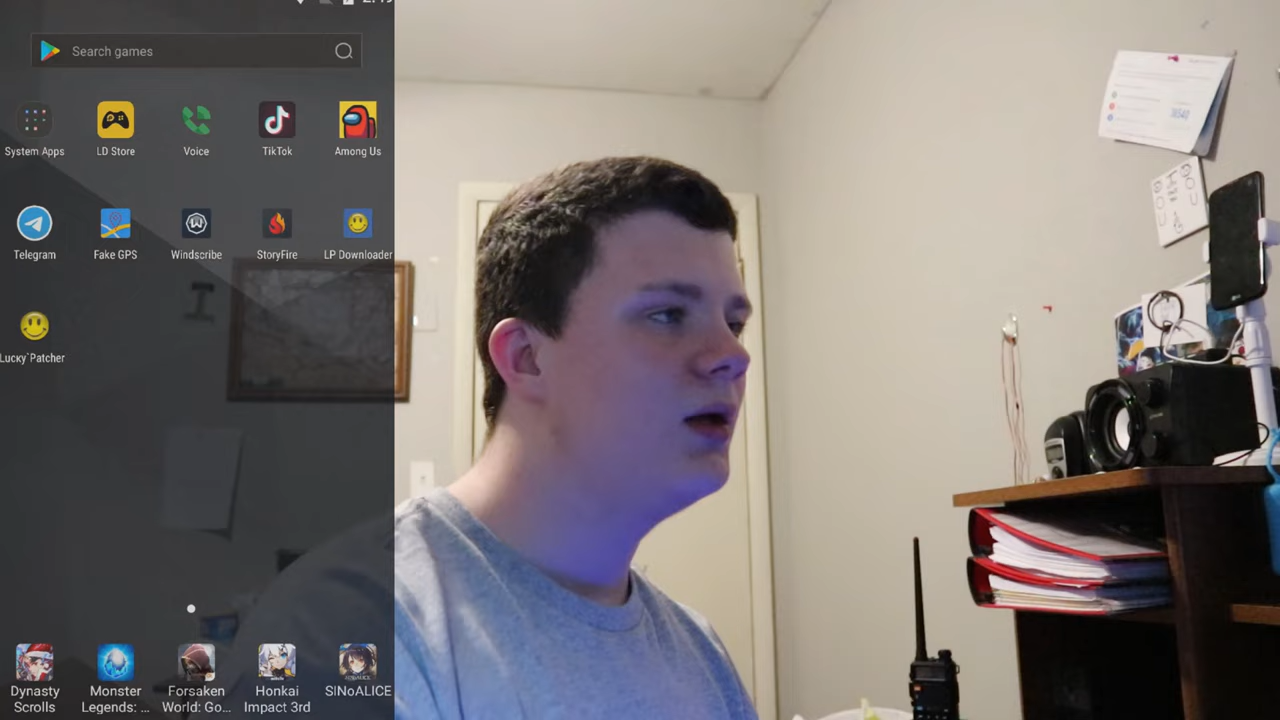 Search games
System Apps
LD Store
Voice
TikTok
Among Us
Telegram
Fake GPS
Windscribe
StoryFire
LP Downloader
Lucky`Patcher
Dynasty
Scrolls
Monster
Legends: ...
Forsaken
World: Go...
Honkai
Impact 3rd
SINoALICE